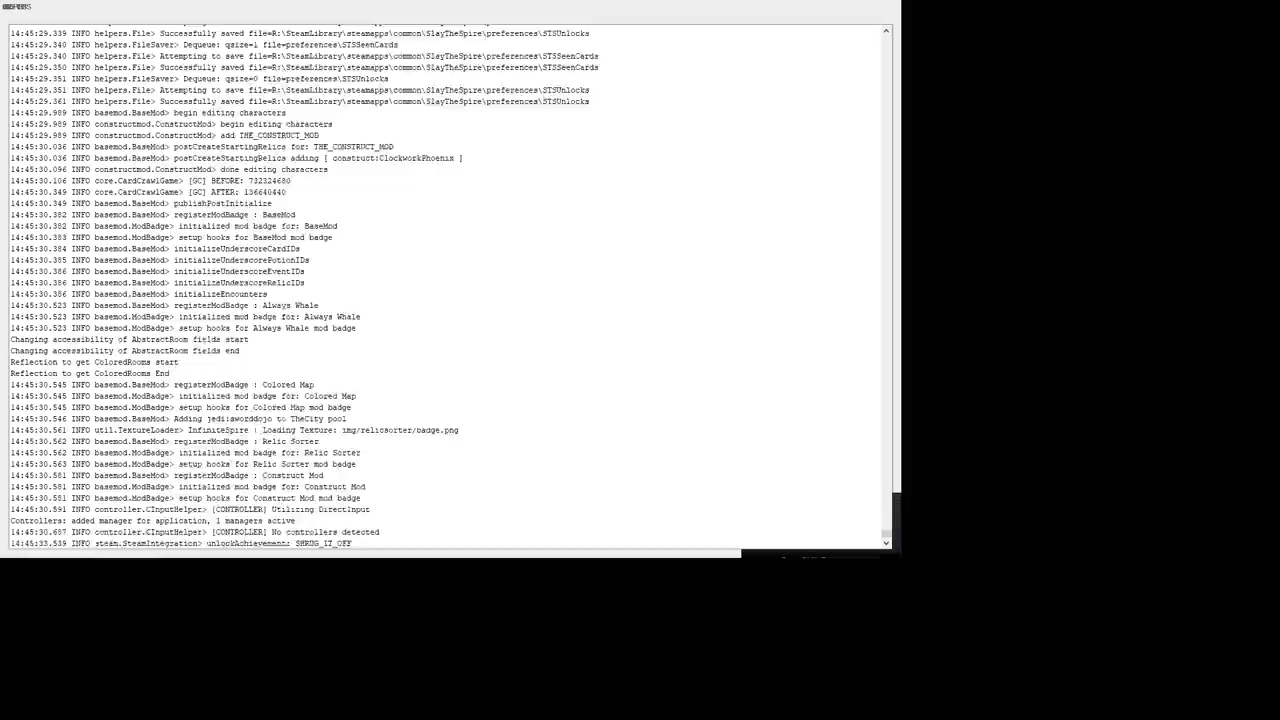 14:45:29.339 INFO helpers.File> Successfully saved file=R:\SteamLibrary\steamapps\common\SlayTheSpire\preferences\STSUnlocks
14:45:29.340 INFO helpers.FileSaver> Dequeue: qsize=1 file=preferences\STSSeenCards
14:45:29.340 INFO helpers.File> Attempting to save file=R:\SteamLibrary\steamapps\common\SlayTheSpire\preferences\STSSeenCards
14:45:29.350 INFO helpers.File> Successfully saved file=R:\SteamLibrary\steamapps\common\SlayTheSpire\preferences\STSSeenCards
14:45:29.351 INFO helpers.FileSaver> Dequeue: qsize=0 file=preferences\STSUnlocks
14:45:29.351 INFO helpers.File> Attempting to save file=R:\SteamLibrary\steamapps\common\SlayTheSpire\preferences\STSUnlocks
14:45:29.361 INFO helpers.File> Successfully saved file=R:\SteamLibrary\steamapps\common\SlayTheSpire\preferences\STSUnlocks
14:45:29.989 INFO basemod.BaseMod> begin editing characters
14:45:29.989 INFO constructmod.ConstructMod> begin editing characters
14:45:29.989 INFO constructmod.ConstructMod> add THE_CONSTRUCT_MOD
14:45:30.036 INFO basemod.BaseMod> postCreateStartingRelics for: THE_CONSTRUCT_MOD
14:45:30.036 INFO basemod.BaseMod> postCreateStartingRelics adding [ construct:ClockworkPhoenix ]
14:45:30.096 INFO constructmod.ConstructMod> done editing characters
14:45:30.106 INFO core.CardCrawlGame> [GC] BEFORE: 732324680
14:45:30.349 INFO core.CardCrawlGame> [GC] AFTER: 136640440
14:45:30.349 INFO basemod.BaseMod> publishPostInitialize
14:45:30.382 INFO basemod.BaseMod> registerModBadge : BaseMod
14:45:30.382 INFO basemod.ModBadge> initialized mod badge for: BaseMod
14:45:30.383 INFO basemod.ModBadge> setup hooks for BaseMod mod badge
14:45:30.384 INFO basemod.BaseMod> initializeUnderscoreCardIDs
14:45:30.385 INFO basemod.BaseMod> initializeUnderscorePotionIDs
14:45:30.386 INFO basemod.BaseMod> initializeUnderscoreEventIDs
14:45:30.386 INFO basemod.BaseMod> initializeUnderscoreRelicIDs
14:45:30.386 INFO basemod.BaseMod> initializeEncounters
14:45:30.523 INFO basemod.BaseMod> registerModBadge : Always Whale
14:45:30.523 INFO basemod.ModBadge> initialized mod badge for: Always Whale
14:45:30.523 INFO basemod.ModBadge> setup hooks for Always Whale mod badge
Changing accessibility of AbstractRoom fields start
Changing accessibility of AbstractRoom fields end
Reflection to get ColoredRooms start
Reflection to get ColoredRooms End
14:45:30.545 INFO basemod.BaseMod> registerModBadge : Colored Map
14:45:30.545 INFO basemod.ModBadge> initialized mod badge for: Colored Map
14:45:30.545 INFO basemod.ModBadge> setup hooks for Colored Map mod badge
14:45:30.546 INFO basemod.BaseMod> Adding jedi:sworddojo to TheCity pool
14:45:30.561 INFO util.TextureLoader> InfiniteSpire | Loading Texture: img/relicsorter/badge.png
14:45:30.562 INFO basemod.BaseMod> registerModBadge : Relic Sorter
14:45:30.562 INFO basemod.ModBadge> initialized mod badge for: Relic Sorter
14:45:30.563 INFO basemod.ModBadge> setup hooks for Relic Sorter mod badge
14:45:30.581 INFO basemod.BaseMod> registerModBadge : Construct Mod
14:45:30.581 INFO basemod.ModBadge> initialized mod badge for: Construct Mod
14:45:30.581 INFO basemod.ModBadge> setup hooks for Construct Mod mod badge
14:45:30.591 INFO controller.CInputHelper> [CONTROLLER] Utilizing DirectInput
Controllers: added manager for application, 1 managers active
14:45:30.687 INFO controller.CInputHelper> [CONTROLLER] No controllers detected
14:45:33.539 INFO steam.SteamIntegration> unlockAchievement: SHRUG_IT_OFF